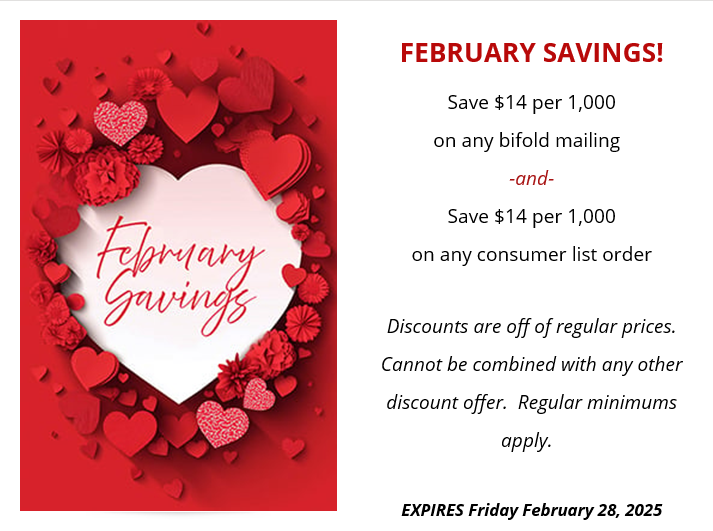 February
Savings
FEBRUARY SAVINGS!
Save $14 per 1,000
on any bifold mailing
-and-
Save $14 per 1,000
on any consumer list order
Discounts are off of regular prices.
Cannot be combined with any other
discount offer.  Regular minimums
apply.
EXPIRES Friday February 28, 2025